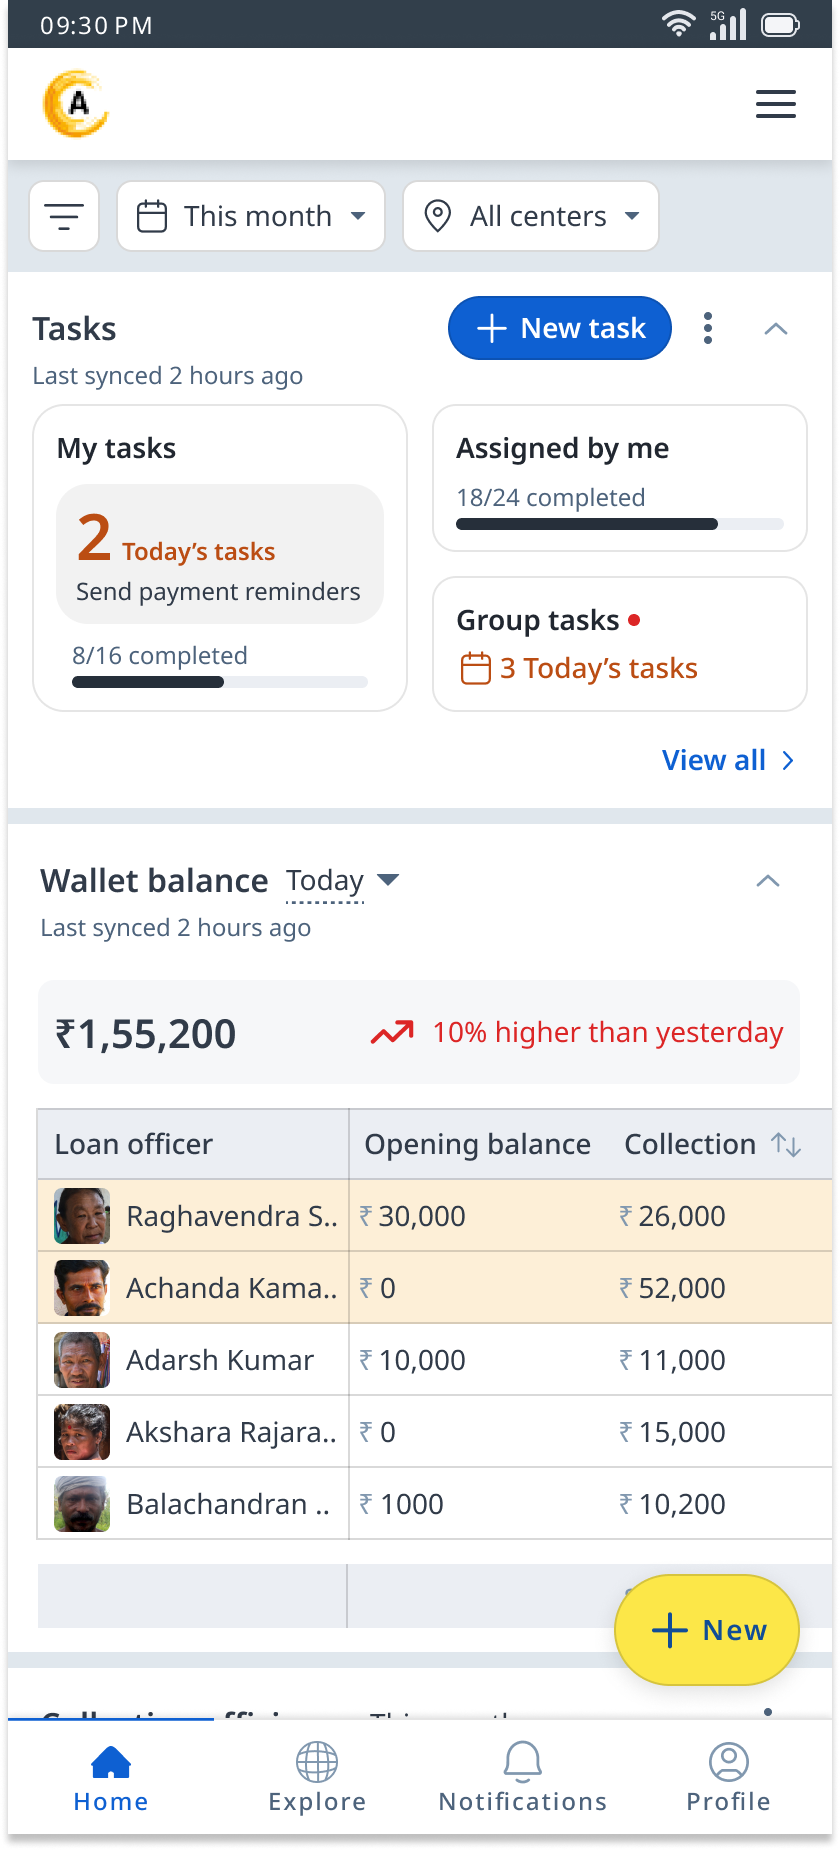 09:30 PM
5G
A
This month
All centers
Tasks
New task
Last synced 2 hours ago
My tasks
2 Today's tasks
Send payment reminders
8/16 completed
Assigned by me
18/24 completed
Group tasks
3 Today's tasks
View all
Wallet balance Today
Last synced 2 hours ago
₹1,55,200
10% higher than yesterday
Loan officer Opening balance Collection
Raghavendra S.. ₹ 30,000 ₹ 26,000
Achanda Kama.. ₹ 0 ₹ 52,000
Adarsh Kumar ₹ 10,000 ₹ 11,000
Akshara Rajara.. ₹ 0 ₹ 15,000
Balachandran .. ₹ 1000 ₹ 10,200
New
Home
Explore
Notifications
Profile